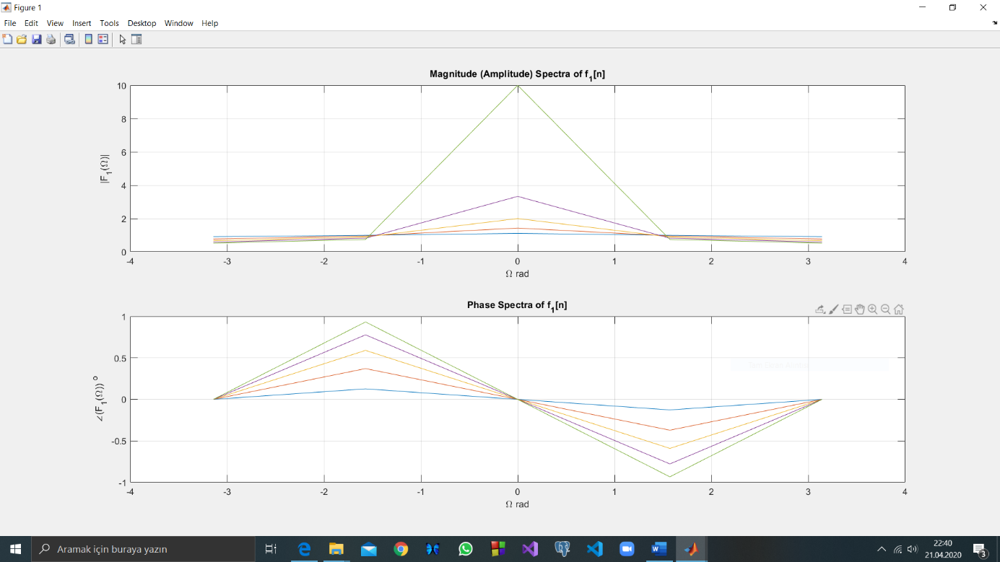 Figure 1
File Edit View Insert Tools Desktop Window Help
Magnitude (Amplitude) Spectra of f1[n]
|F1(Ω)|
10
8
6
4
2
0
-4 -3 -2 -1 0 1 2 3 4
Ω rad
Phase Spectra of f1[n]
∠(F1(Ω)) °
1
0.5
0
-0.5
-1
-4 -3 -2 -1 0 1 2 3 4
Ω rad
Aramak için buraya yazın
22:40
21.04.2020
3